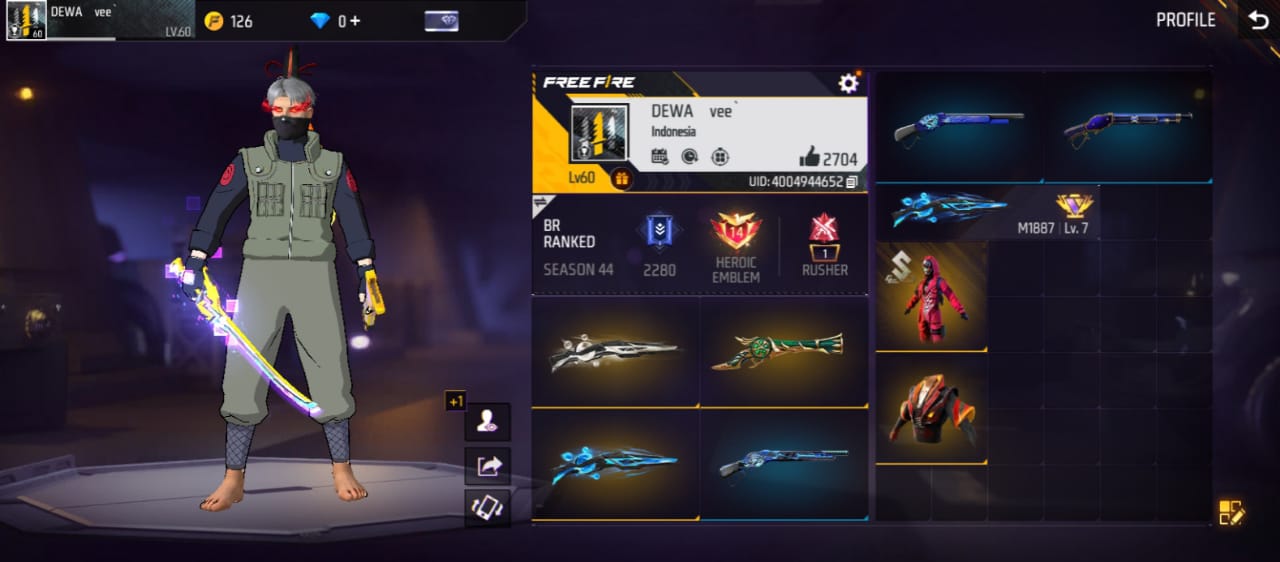 DEWA vee`
60
LV.60
126
0 +
PROFILE
FREE FIRE
DEWA vee`
Indonesia
2704
Lv60
UID: 4004944652
BR
RANKED
SEASON 44
2280
14
HEROIC
EMBLEM
1
RUSHER
M1887 Lv. 7
+1